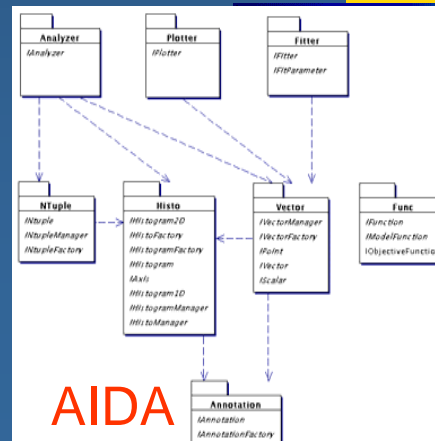 Analyzer
IAnalyzer
Plotter
IPlotter
Fitter
IFitter
IFitParameter
NTuple
INtuple
INtupleManager
INtupleFactory
Histo
IHistogram2D
IHistoFactory
IHistogramFactory
IHistogram
IAxis
IHistogram1D
IHistogramManager
IHistoManager
Vector
IVectorManager
IVectorFactory
IPoint
IVector
IScalar
Func
IFunction
IModelFunction
IObjectiveFunctio
AIDA
Annotation
IAnnotation
IAnnotationFactory